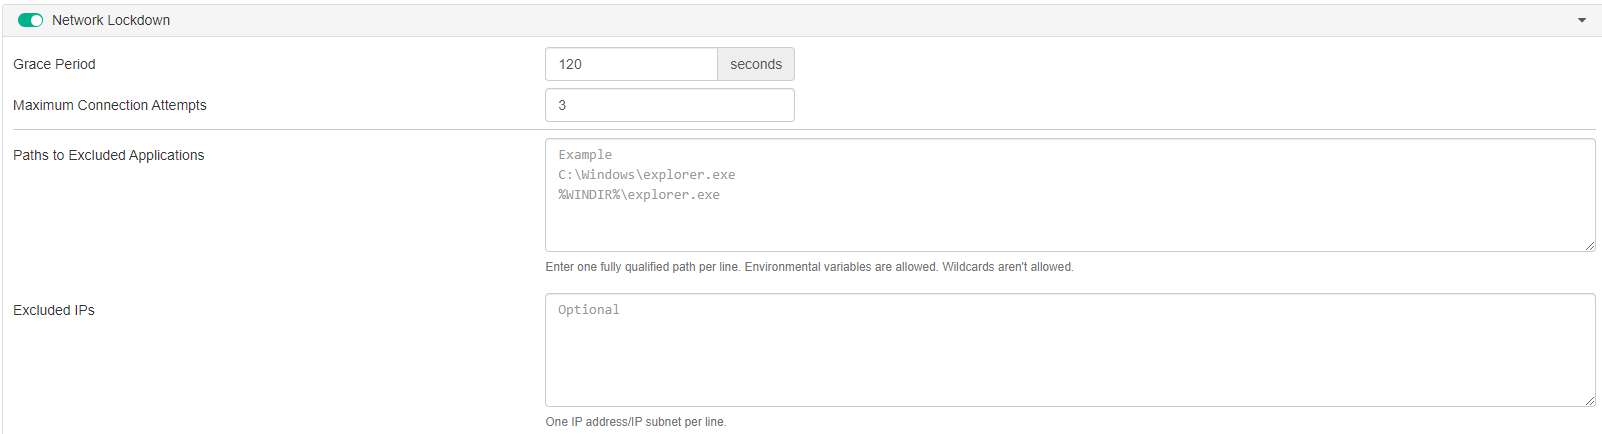 Network Lockdown
Grace Period
120
seconds
Maximum Connection Attempts
3
Paths to Excluded Applications
Example
C:\Windows\explorer.exe
%WINDIR%\explorer.exe
Enter one fully qualified path per line. Environmental variables are allowed. Wildcards aren't allowed.
Excluded IPs
Optional
One IP address/IP subnet per line.